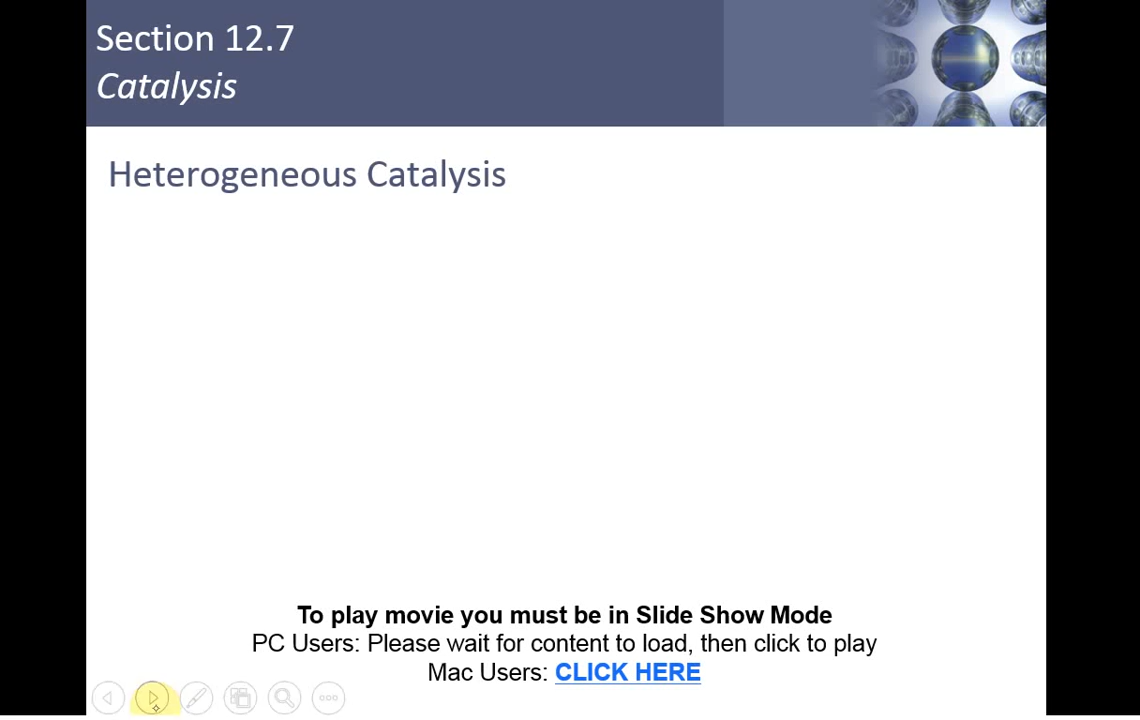 Section 12.7
Catalysis
Heterogeneous Catalysis
To play movie you must be in Slide Show Mode
PC Users: Please wait for content to load, then click to play
Mac Users: CLICK HERE